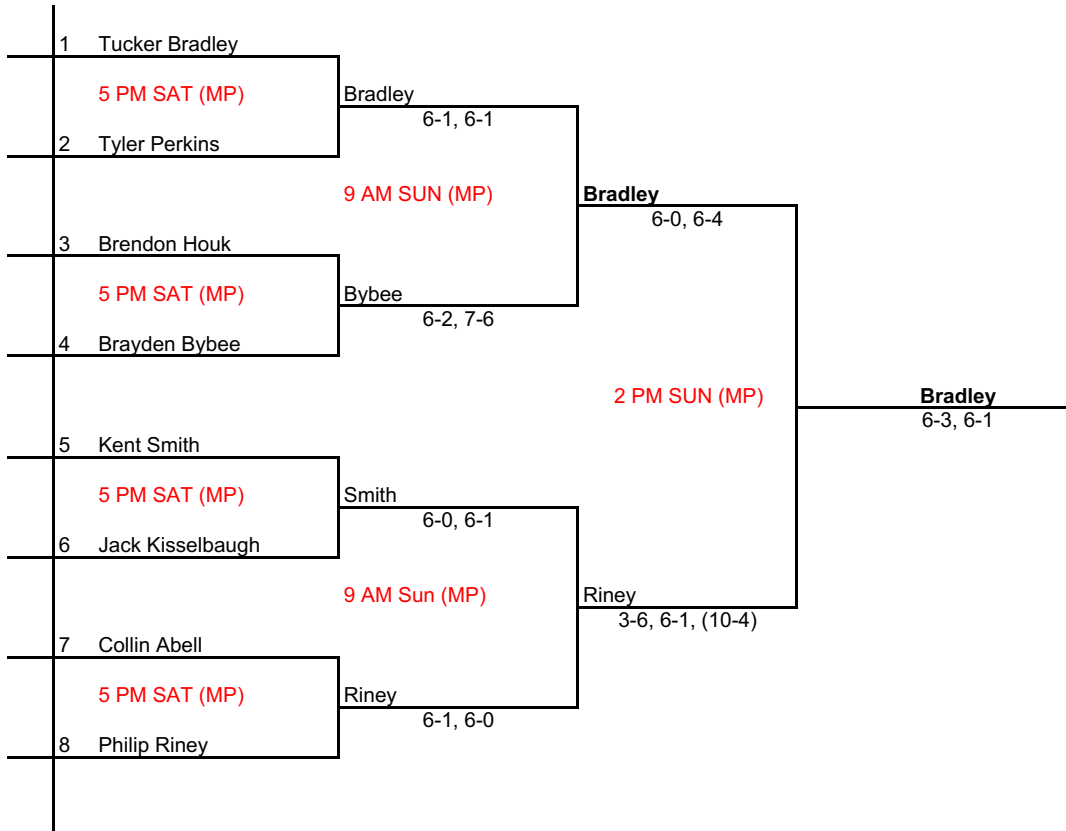 1 Tucker Bradley
5 PM SAT (MP)
Bradley
6-1, 6-1
2 Tyler Perkins
9 AM SUN (MP)
Bradley
6-0, 6-4
3 Brendon Houk
5 PM SAT (MP)
Bybee
6-2, 7-6
4 Brayden Bybee
2 PM SUN (MP)
Bradley
6-3, 6-1
5 Kent Smith
5 PM SAT (MP)
Smith
6-0, 6-1
6 Jack Kisselbaugh
9 AM Sun (MP)
Riney
3-6, 6-1, (10-4)
7 Collin Abell
5 PM SAT (MP)
Riney
6-1, 6-0
8 Philip Riney